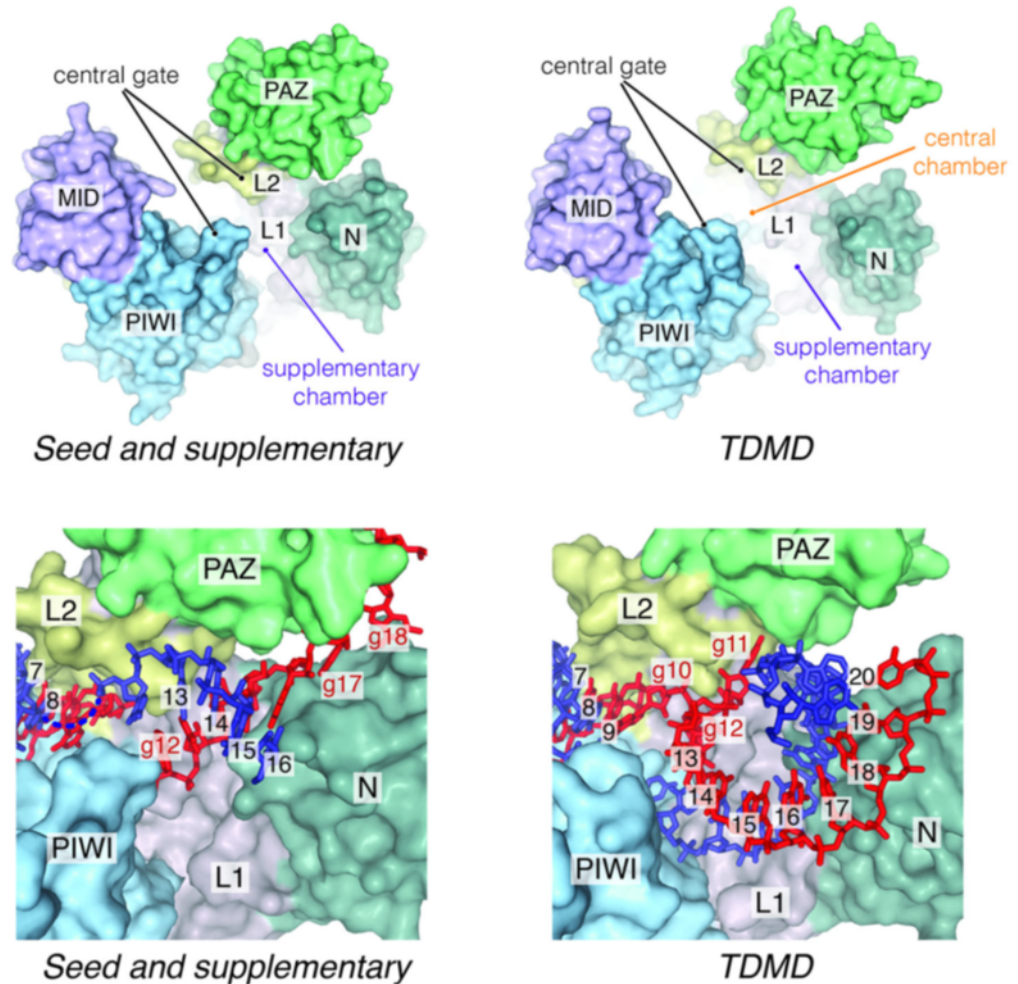 central gate
PAZ
MID
L2
L1
N
PIWI
supplementary
chamber
Seed and supplementary
central gate
PAZ
central
chamber
L2
MID
L1
N
PIWI
supplementary
chamber
TDMD
PAZ
L2
g18
7
g17
8
13
14
g12
15
16
N
PIWI
L1
Seed and supplementary
PAZ
L2
g11
7
g10
20
8
9
g12
19
13
18
14
17
15
16
N
PIWI
L1
TDMD